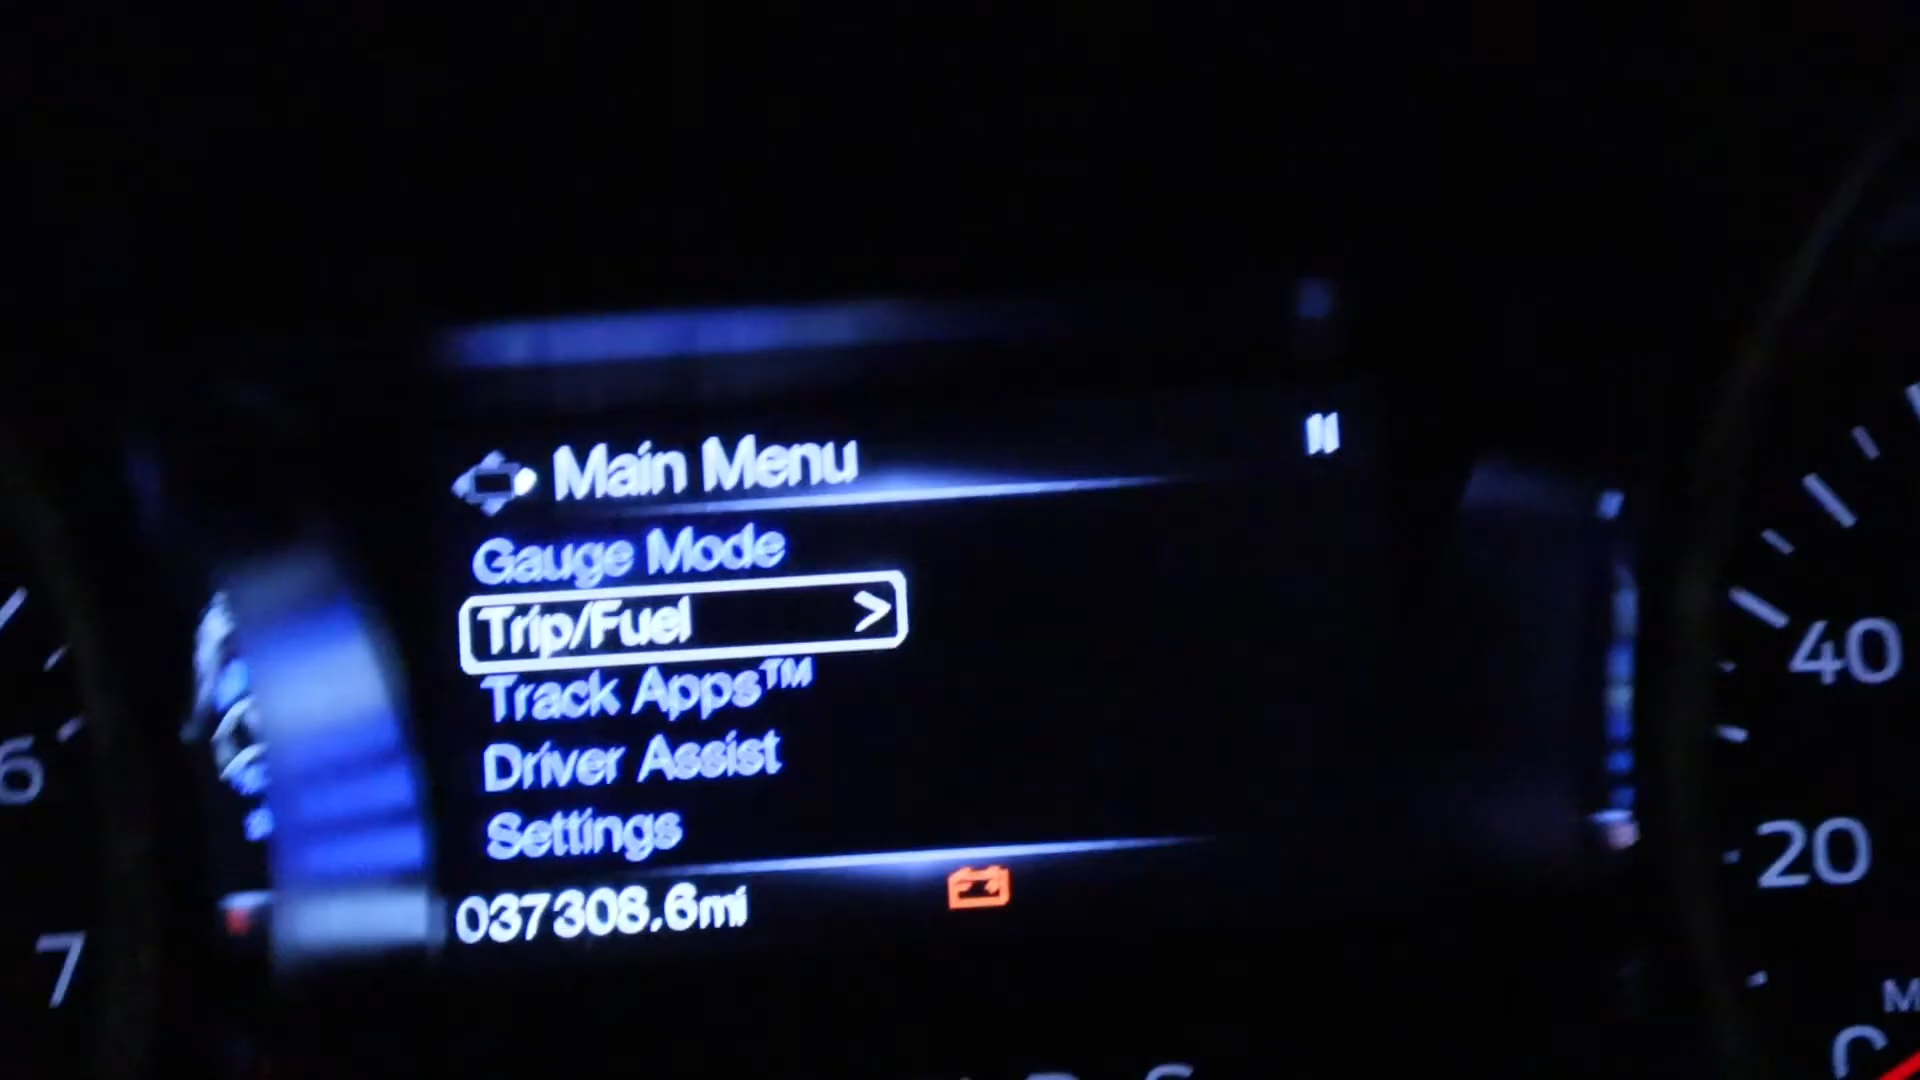 Main Menu
Gauge Mode
Trip/Fuel >
Track Apps™
Driver Assist
Settings
037308.6mi
6
7
40
20